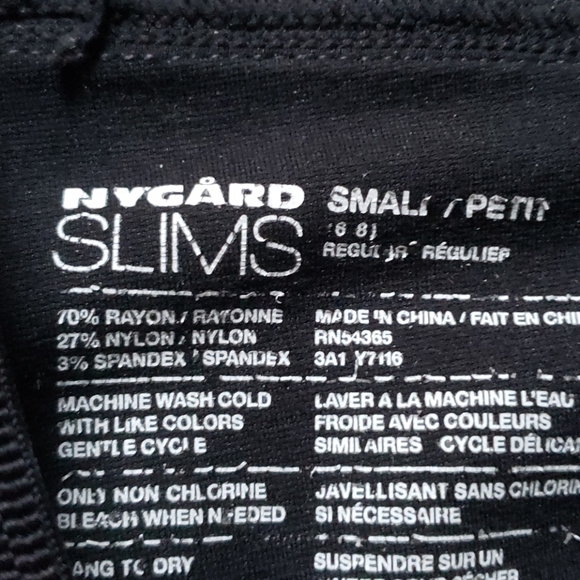 NYGÅRD
SLIMS
SMALL / PETIT
(6 8)
REGULAR RÉGULIER
70% RAYON / RAYONNE
27% NYLON / NYLON
3% SPANDEX / SPANDEX
MADE IN CHINA / FAIT EN CHI
RN54365
3A1 Y7116
MACHINE WASH COLD
WITH LIKE COLORS
GENTLE CYCLE
LAVER A LA MACHINE L'EAU
FROIDE AVEC COULEURS
SIMILAIRES CYCLE DÉLICA
ONLY NON CHLORINE
BLEACH WHEN NEEDED
JAVELLISANT SANS CHLORIN
SI NÉCESSAIRE
HANG TO DRY
SUSPENDRE SUR UN